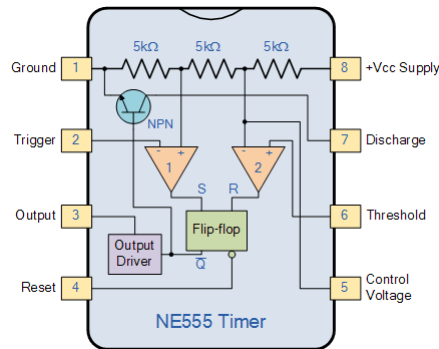 5kΩ 5kΩ 5kΩ
Ground 1
8 +Vcc Supply
NPN
Trigger 2
- +
- +
7 Discharge
1
2
S R
Output 3
6 Threshold
Flip-flop
Output
Driver
Q̅
Reset 4
5 Control
Voltage
NE555 Timer